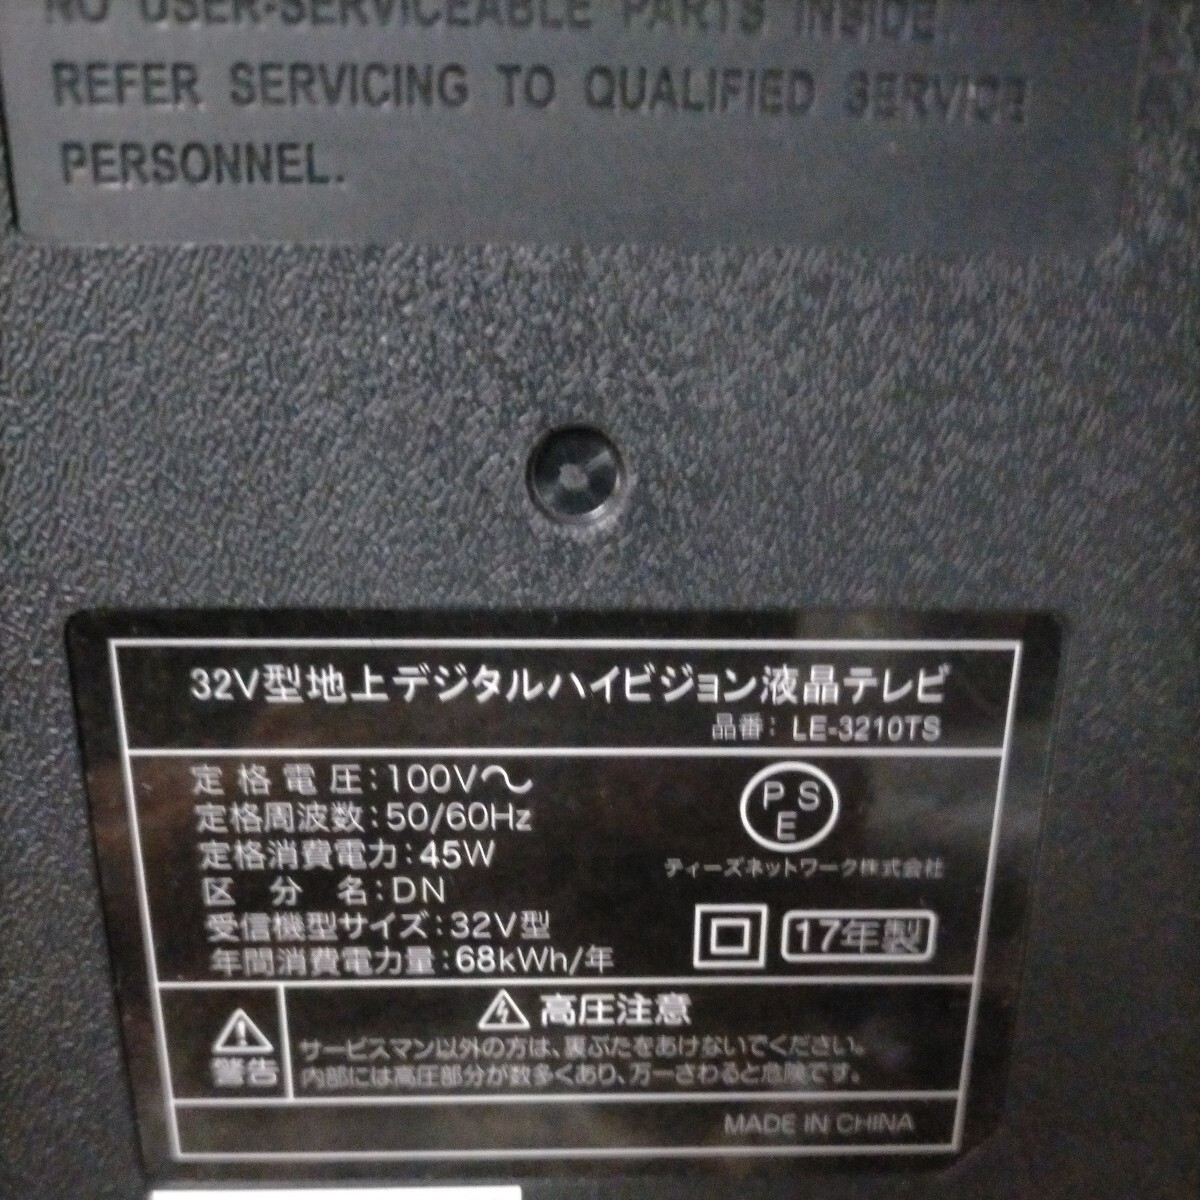 NO USER-SERVICEABLE PARTS INSIDE.
REFER SERVICING TO QUALIFIED SERVICE
PERSONNEL.
32V型地上デジタルハイビジョン液晶テレビ
品番: LE-3210TS
定格電圧:100V～
定格周波数:50/60Hz
定格消費電力:45W
区分名:DN
受信機型サイズ:32V型
年間消費電力量:68kWh/年
P S E
ティーズネットワーク株式会社
17年製
高圧注意
警告
サービスマン以外の方は、裏ぶたをあけないでください。
内部には高圧部分が数多くあり、万一さわると危険です。
MADE IN CHINA